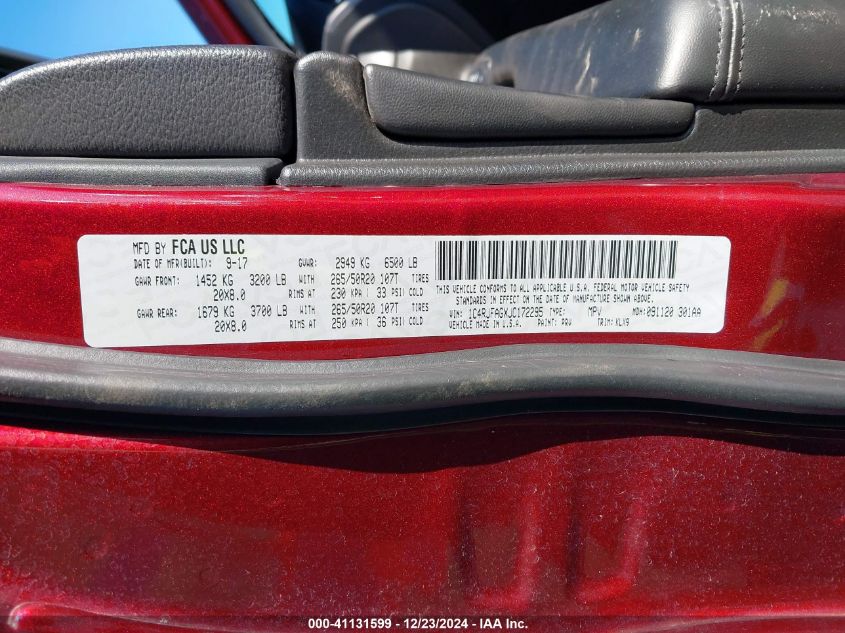 MFD BY FCA US LLC
DATE OF MFR(BUILT): 9-17 GVWR: 2949 KG 6500 LB
GAWR FRONT: 1452 KG 3200 LB WITH 265/50R20 107T TIRES
20X8.0 RIMS AT 230 KPA / 33 PSI COLD
GAWR REAR: 1679 KG 3700 LB WITH 265/50R20 107T TIRES
20X8.0 RIMS AT 250 KPA / 36 PSI COLD
THIS VEHICLE CONFORMS TO ALL APPLICABLE U.S.A. FEDERAL MOTOR VEHICLE SAFETY
STANDARDS IN EFFECT ON THE DATE OF MANUFACTURE SHOWN ABOVE.
VIN: 1C4RJFAGXJC172295 TYPE: MPV MDH: 091120 301AA
MADE IN U.S.A. PAINT: PRV TRIM: KLX9
000-41131599 - 12/23/2024 - IAA Inc.